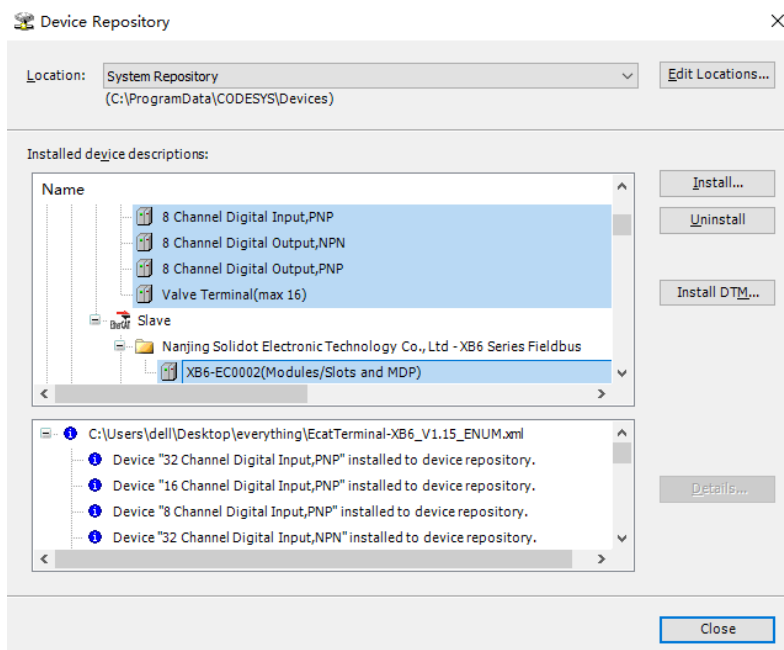 Device Repository
Location: System Repository Edit Locations...
(C:\ProgramData\CODESYS\Devices)
Installed device descriptions:
Name
8 Channel Digital Input,PNP
8 Channel Digital Output,NPN
8 Channel Digital Output,PNP
Valve Terminal(max 16)
Slave
Nanjing Solidot Electronic Technology Co., Ltd - XB6 Series Fieldbus
XB6-EC0002(Modules/Slots and MDP)
Install...
Uninstall
Install DTM...
C:\Users\dell\Desktop\everything\EcatTerminal-XB6_V1.15_ENUM.xml
Device "32 Channel Digital Input,PNP" installed to device repository.
Device "16 Channel Digital Input,PNP" installed to device repository.
Device "8 Channel Digital Input,PNP" installed to device repository.
Device "32 Channel Digital Input,NPN" installed to device repository.
Details...
Close